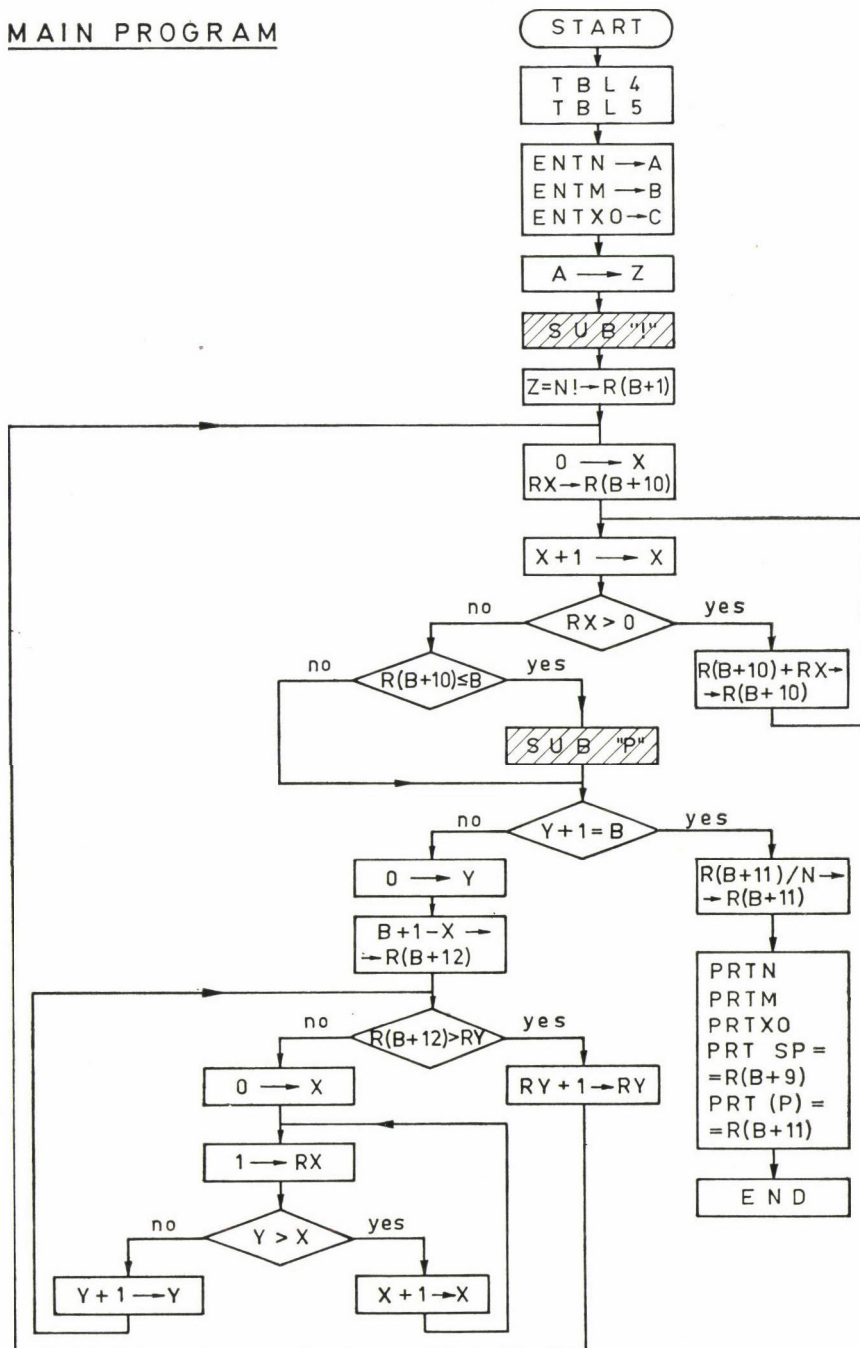 MAIN PROGRAM
START
TBL4
TBL5
ENTN → A
ENTM → B
ENTX0 → C
A → Z
SUB "!"
Z=N! → R(B+1)
0 → X
RX → R(B+10)
X+1 → X
no
RX > 0
yes
no
R(B+10)≤B
yes
R(B+10)+RX →
→ R(B+10)
SUB "P"
no
Y+1=B
yes
0 → Y
R(B+11)/N →
→ R(B+11)
B+1-X →
→ R(B+12)
no
R(B+12)>RY
yes
PRTN
PRTM
PRTX0
PRT SP=
=R(B+9)
PRT (P)=
=R(B+11)
0 → X
RY+1 → RY
1 → RX
END
no
Y > X
yes
Y+1 → Y
X+1 → X